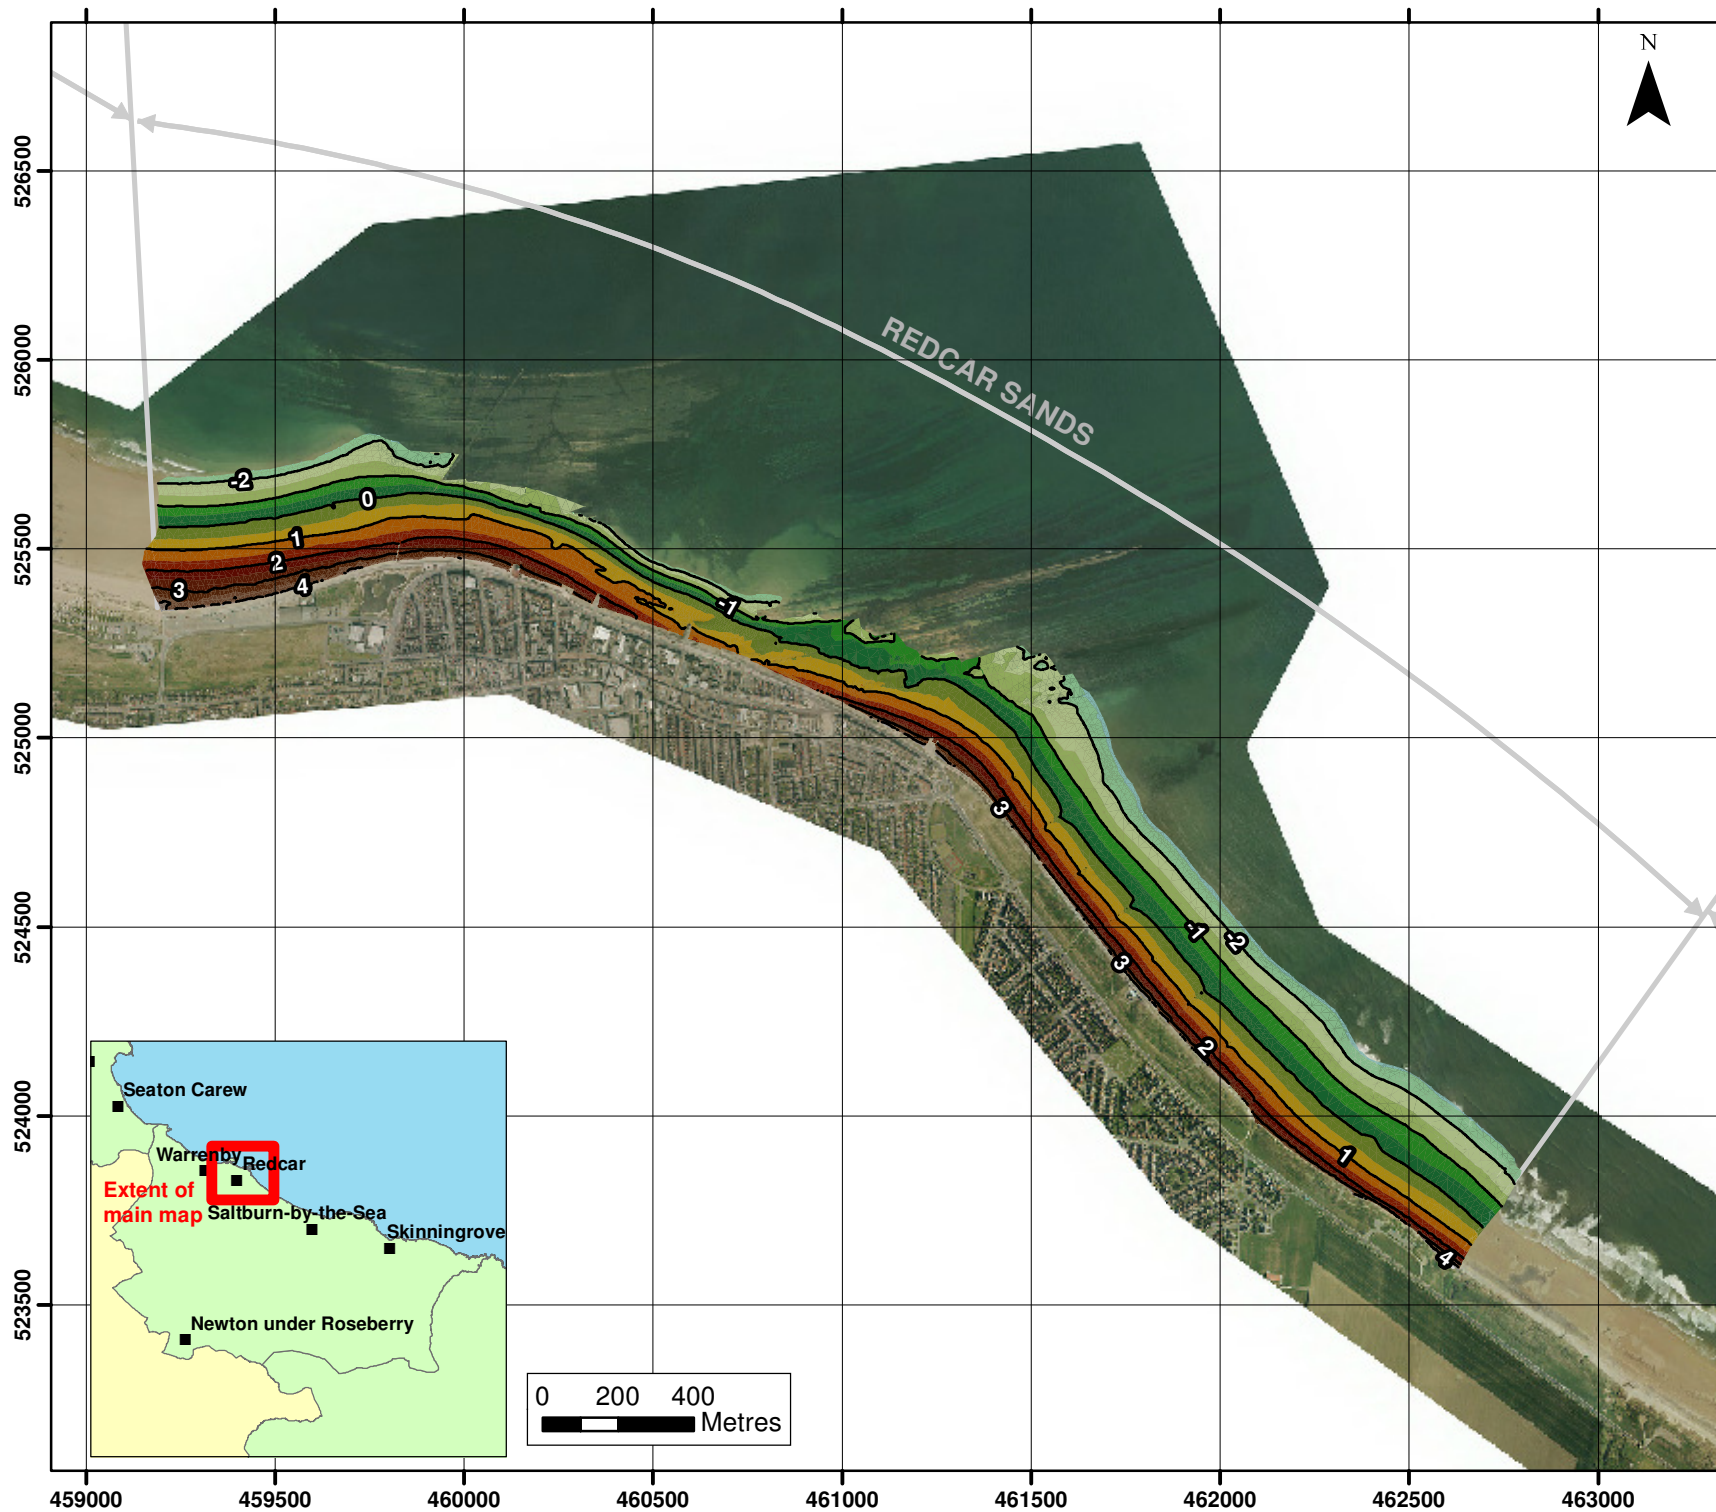 N
526500
526000
525500
525000
524500
524000
523500
REDCAR SANDS
-2
0
1
2
3
4
-1
3
-1
-2
3
2
1
4
Seaton Carew
Warrenby
Redcar
Extent of
main map
Saltburn-by-the-Sea
Skinningrove
Newton under Roseberry
0 200 400
Metres
459000 459500 460000 460500 461000 461500 462000 462500 463000